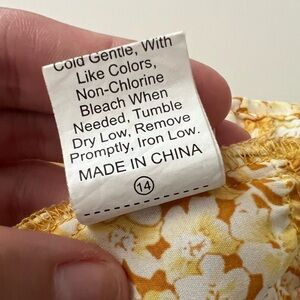 Cold Gentle, With
Like Colors,
Non-Chlorine
Bleach When
Needed, Tumble
Dry Low, Remove
Promptly, Iron Low.
MADE IN CHINA
14